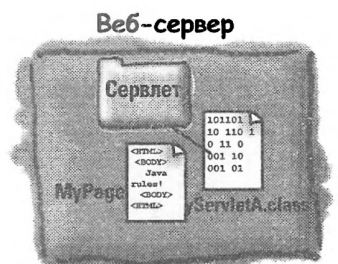 Веб-сервер
Сервлет
101101
10 110 1
0 11 0
001 10
001 01
<HTML>
<BODY>
Java
rules!
<BODY>
<HTML>
MyPage
yServletA.class